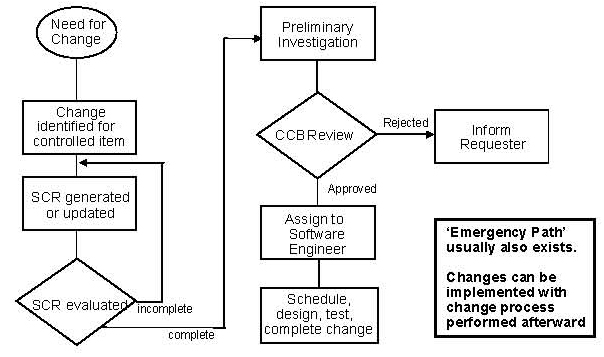 Need for
Change
Change
identified for
controlled item
SCR generated
or updated
SCR evaluated
incomplete
complete
Preliminary
Investigation
CCB Review
Rejected
Inform
Requester
Approved
Assign to
Software
Engineer
Schedule,
design, test,
complete change
‘Emergency Path’
usually also exists.
Changes can be
implemented with
change process
performed afterward